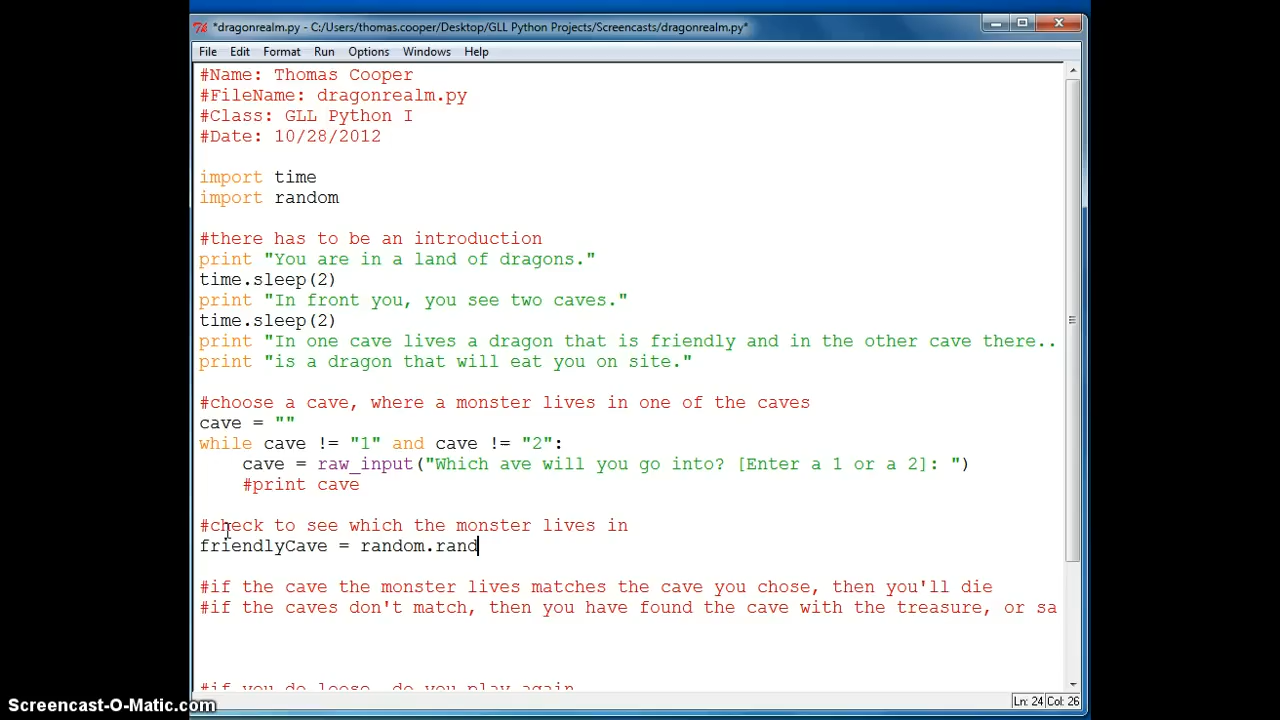 *dragonrealm.py - C:/Users/thomas.cooper/Desktop/GLL Python Projects/Screencasts/dragonrealm.py*
File Edit Format Run Options Windows Help
#Name: Thomas Cooper
#FileName: dragonrealm.py
#Class: GLL Python I
#Date: 10/28/2012
import time
import random
#there has to be an introduction
print "You are in a land of dragons."
time.sleep(2)
print "In front you, you see two caves."
time.sleep(2)
print "In one cave lives a dragon that is friendly and in the other cave there..
print "is a dragon that will eat you on site."
#choose a cave, where a monster lives in one of the caves
cave = ""
while cave != "1" and cave != "2":
cave = raw_input("Which ave will you go into? [Enter a 1 or a 2]: ")
#print cave
#check to see which the monster lives in
friendlyCave = random.rand
#if the cave the monster lives matches the cave you chose, then you'll die
#if the caves don't match, then you have found the cave with the treasure, or sa
#if you do loose, do you play again
Ln: 24 Col: 26
Screencast-O-Matic.com